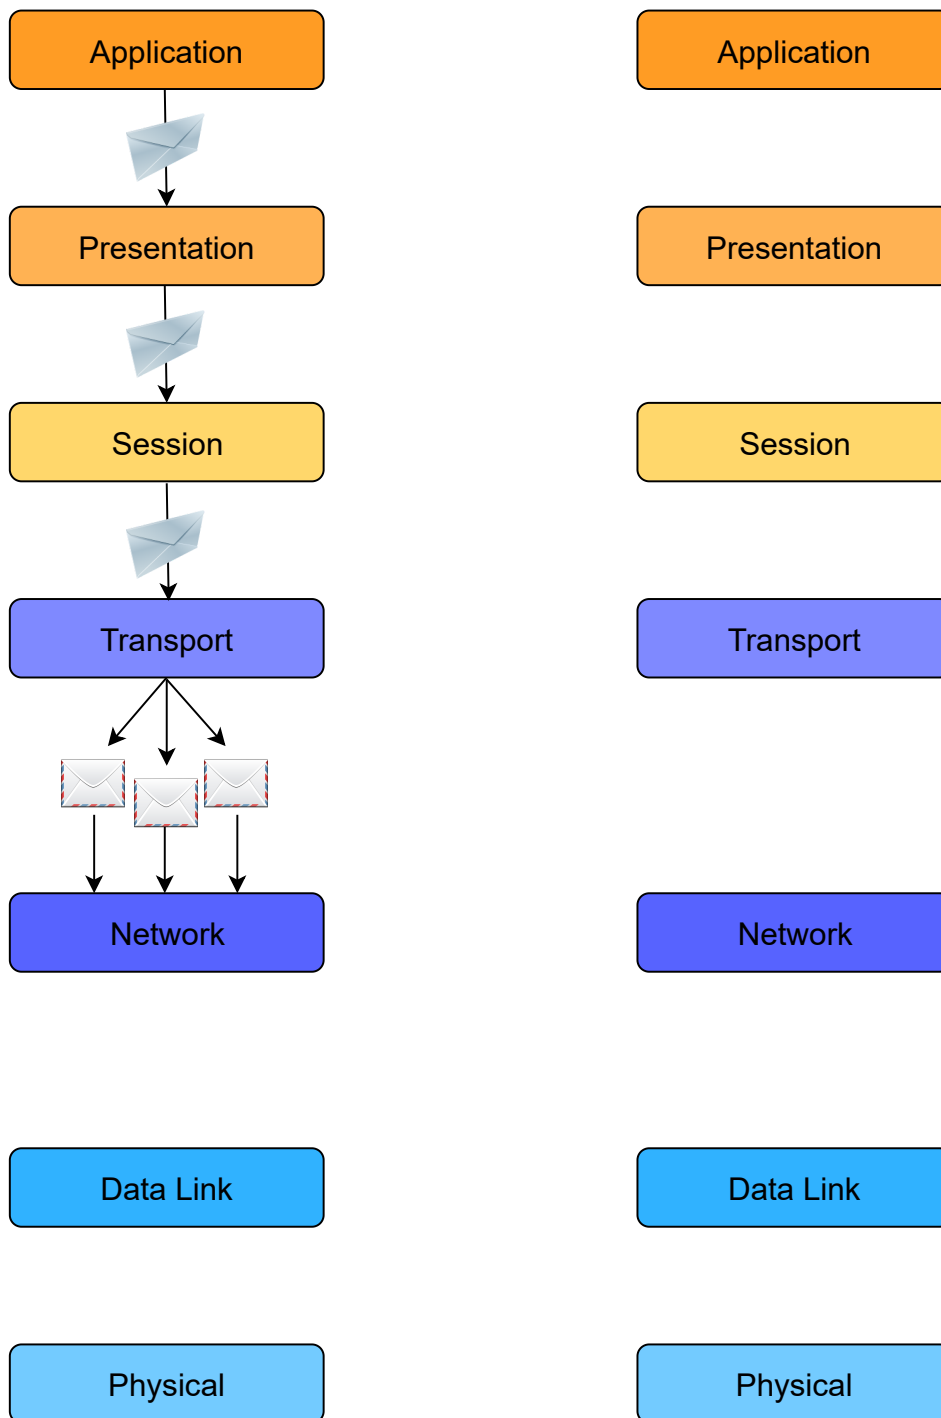 Application
Application
Presentation
Presentation
Session
Session
Transport
Transport
Network
Network
Data Link
Data Link
Physical
Physical